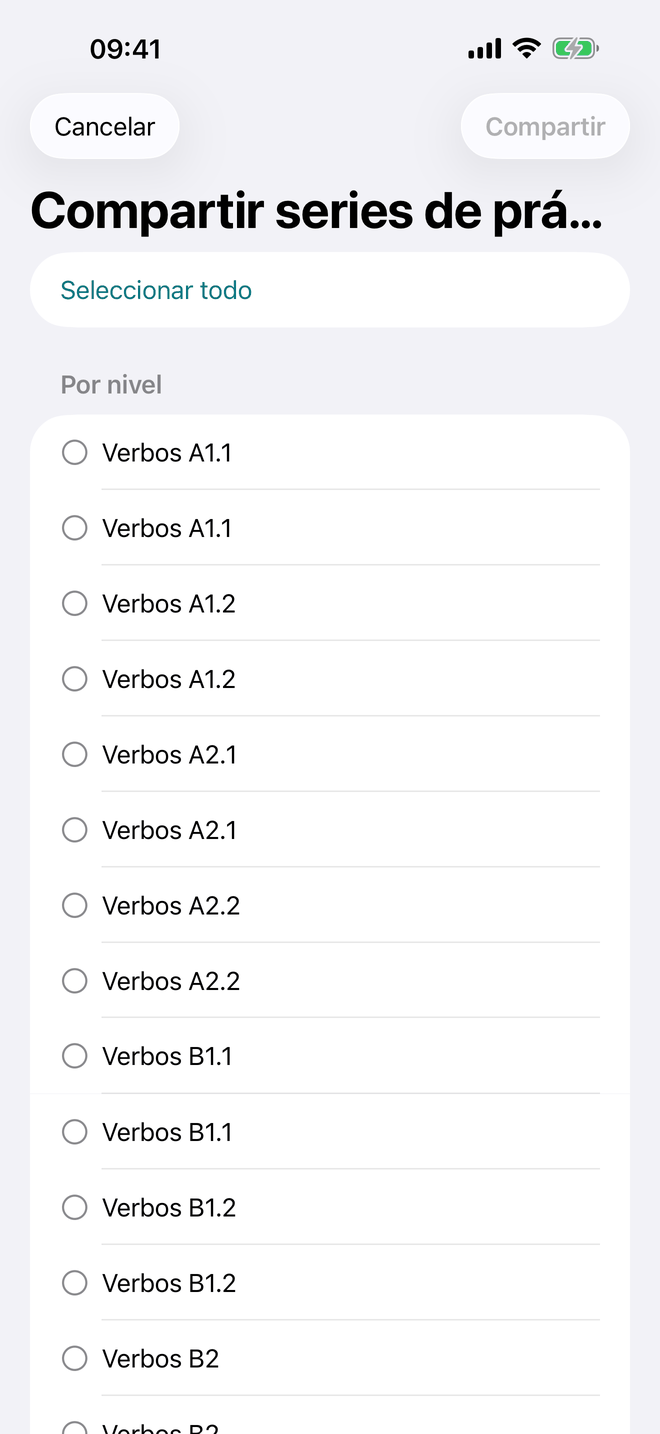 09:41
Cancelar
Compartir
Compartir series de prá...
Seleccionar todo
Por nivel
Verbos A1.1
Verbos A1.1
Verbos A1.2
Verbos A1.2
Verbos A2.1
Verbos A2.1
Verbos A2.2
Verbos A2.2
Verbos B1.1
Verbos B1.1
Verbos B1.2
Verbos B1.2
Verbos B2
Verbos B2